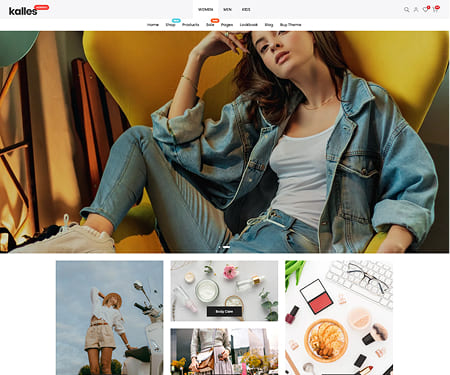 kalles
WOMEN MEN KIDS
Home Shop Products Sale Pages Lookbook Blog Buy Theme
Body Care